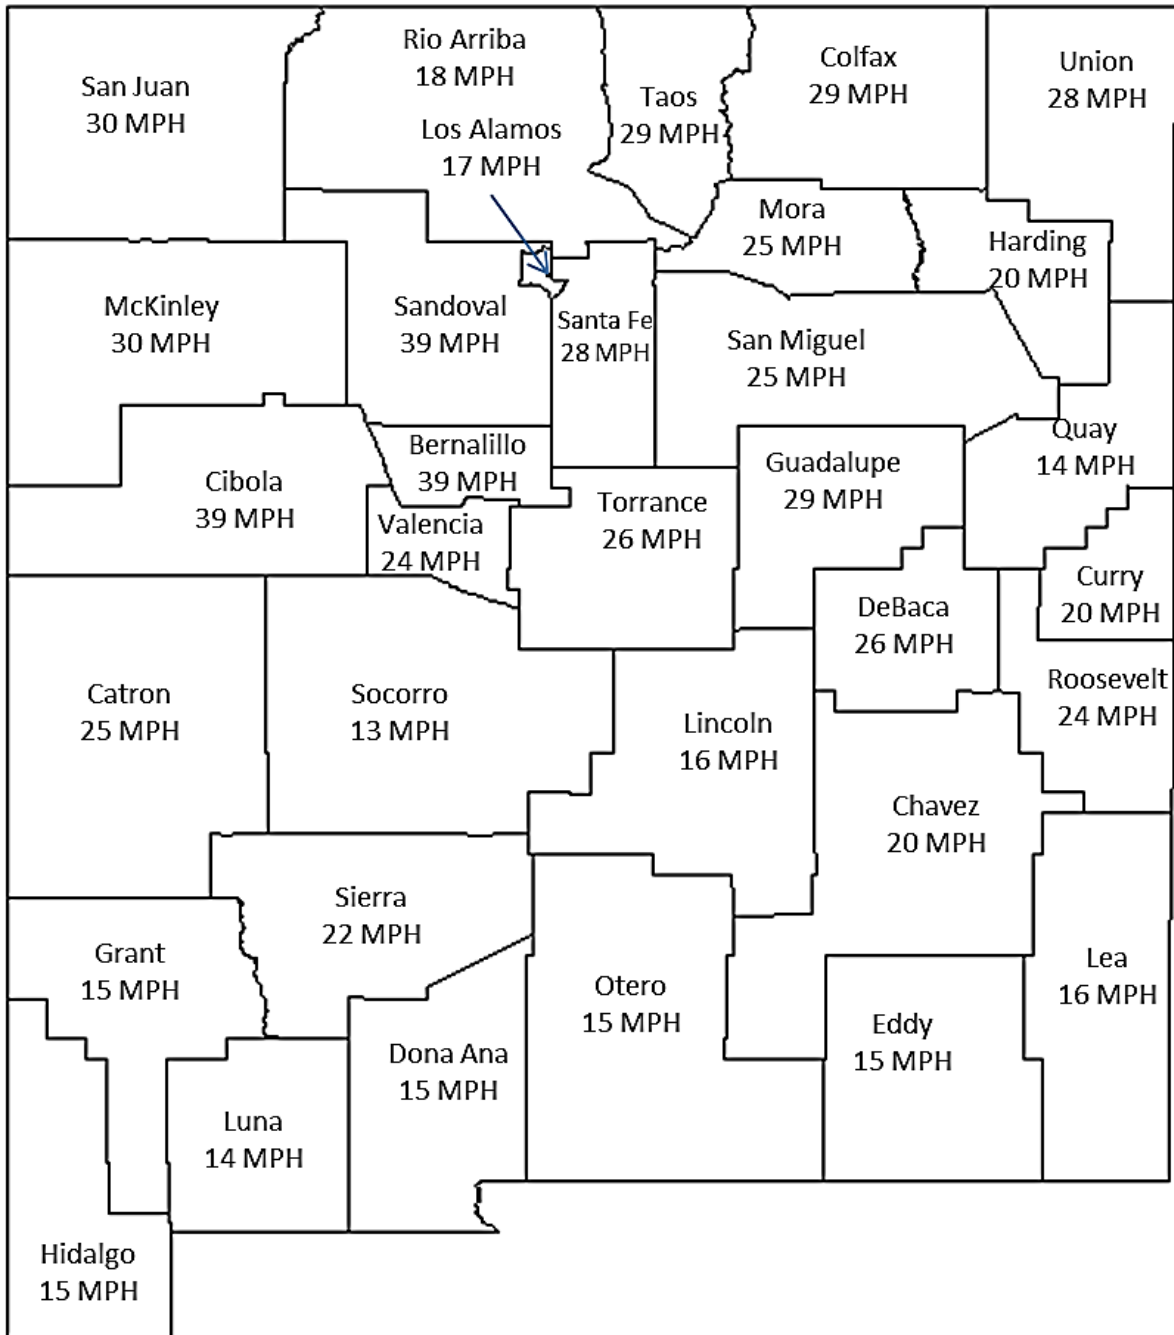 San Juan
30 MPH
Rio Arriba
18 MPH
Los Alamos
17 MPH
Taos
29 MPH
Colfax
29 MPH
Union
28 MPH
Mora
25 MPH
Harding
20 MPH
McKinley
30 MPH
Sandoval
39 MPH
Santa Fe
28 MPH
San Miguel
25 MPH
Quay
14 MPH
Cibola
39 MPH
Bernalillo
39 MPH
Valencia
24 MPH
Torrance
26 MPH
Guadalupe
29 MPH
Curry
20 MPH
DeBaca
26 MPH
Catron
25 MPH
Socorro
13 MPH
Lincoln
16 MPH
Roosevelt
24 MPH
Chavez
20 MPH
Sierra
22 MPH
Grant
15 MPH
Otero
15 MPH
Lea
16 MPH
Eddy
15 MPH
Dona Ana
15 MPH
Luna
14 MPH
Hidalgo
15 MPH